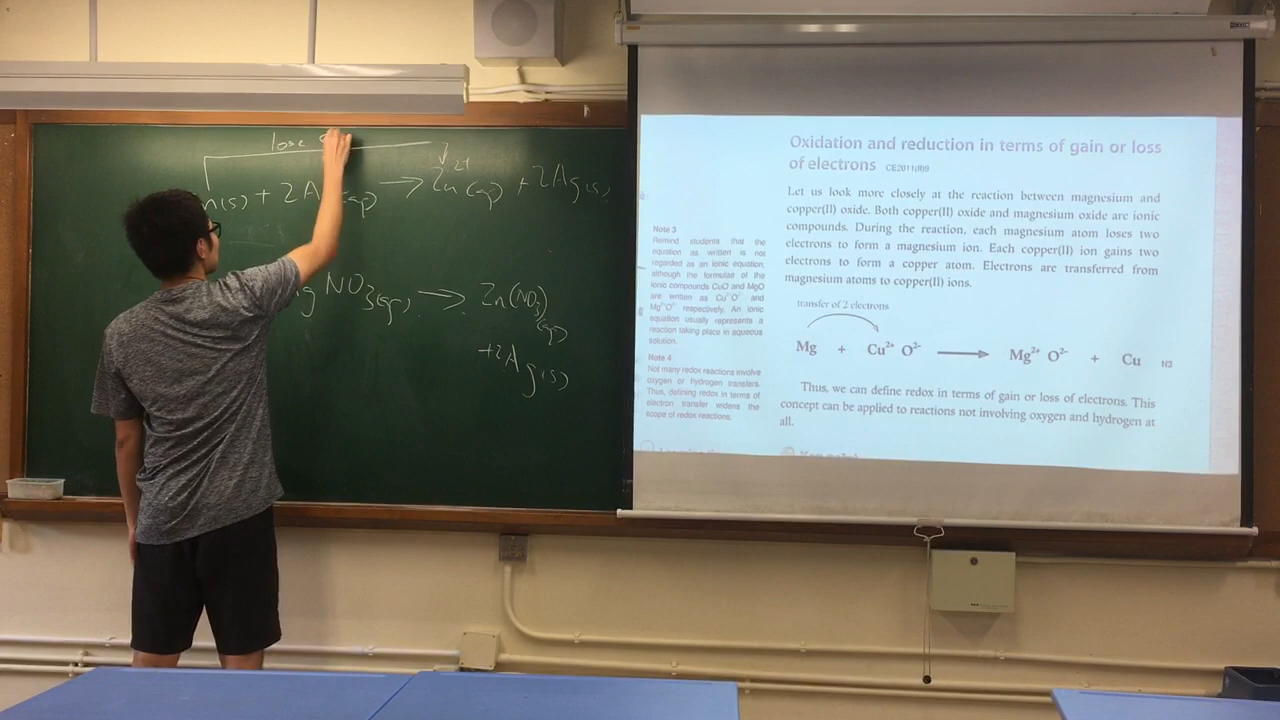 lose
n(s) + 2A (aq) → Zn²⁺(aq) + 2Ag(s)
gNO₃(aq) → Zn(NO₃)
(aq)
+2Ag(s)
Oxidation and reduction in terms of gain or loss
of electrons CE2011II09
Let us look more closely at the reaction between magnesium and
copper(II) oxide. Both copper(II) oxide and magnesium oxide are ionic
compounds. During the reaction, each magnesium atom loses two
electrons to form a magnesium ion. Each copper(II) ion gains two
electrons to form a copper atom. Electrons are transferred from
magnesium atoms to copper(II) ions.
transfer of 2 electrons
Mg + Cu²⁺ O²⁻ → Mg²⁺ O²⁻ + Cu N3
Thus, we can define redox in terms of gain or loss of electrons. This
concept can be applied to reactions not involving oxygen and hydrogen at
all.
Note 3
Remind students that the
equation as written is not
regarded as an ionic equation,
although the formulae of the
ionic compounds CuO and MgO
are written as Cu²⁺O²⁻ and
Mg²⁺O²⁻ respectively. An ionic
equation usually represents a
reaction taking place in aqueous
solution.
Note 4
Not many redox reactions involve
oxygen or hydrogen transfers.
Thus, defining redox in terms of
electron transfer widens the
scope of redox reactions.